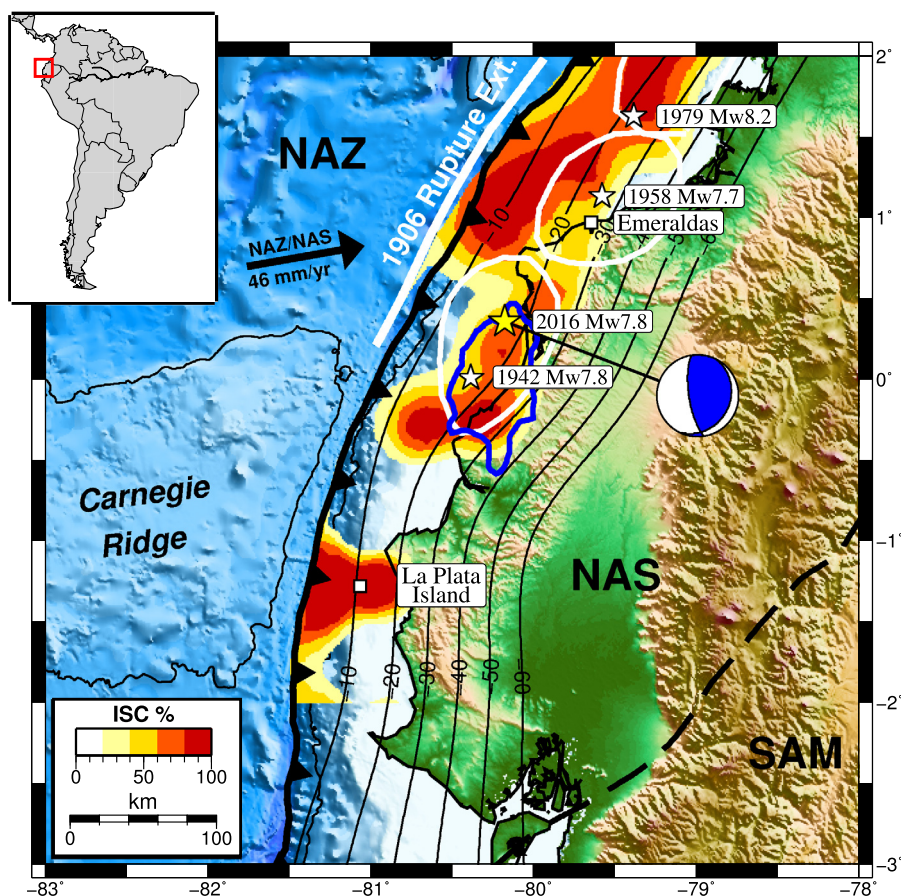 2°
1979 Mw8.2
1906 Rupture Ext.
NAZ
1958 Mw7.7
Emeraldas
1°
-10
-20
-30
NAZ/NAS
46 mm/yr
2016 Mw7.8
1942 Mw7.8
0°
Carnegie
Ridge
-1°
La Plata
Island
NAS
-10
-20
-30
-40
-50
-60
-2°
ISC %
0
50
100
km
0
100
SAM
-3°
-83
-82
-81
-80
-79
-78